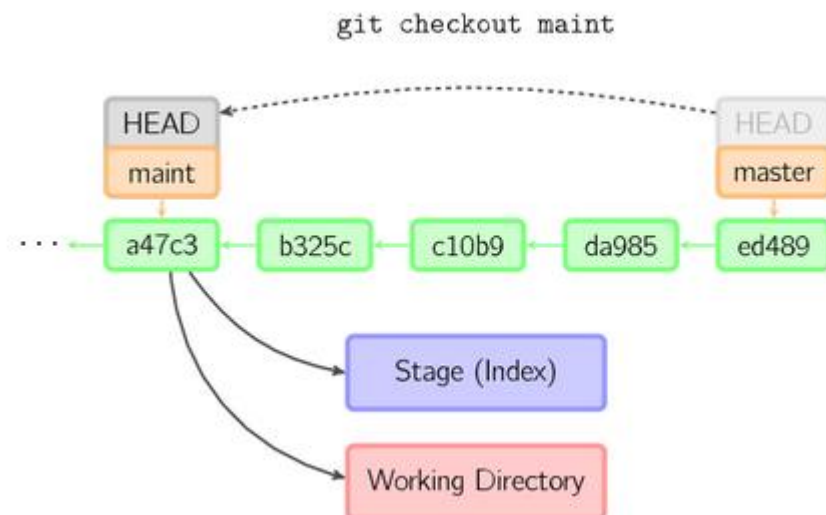 git checkout maint
HEAD
HEAD
maint
master
...
a47c3
b325c
c10b9
da985
ed489
Stage (Index)
Working Directory